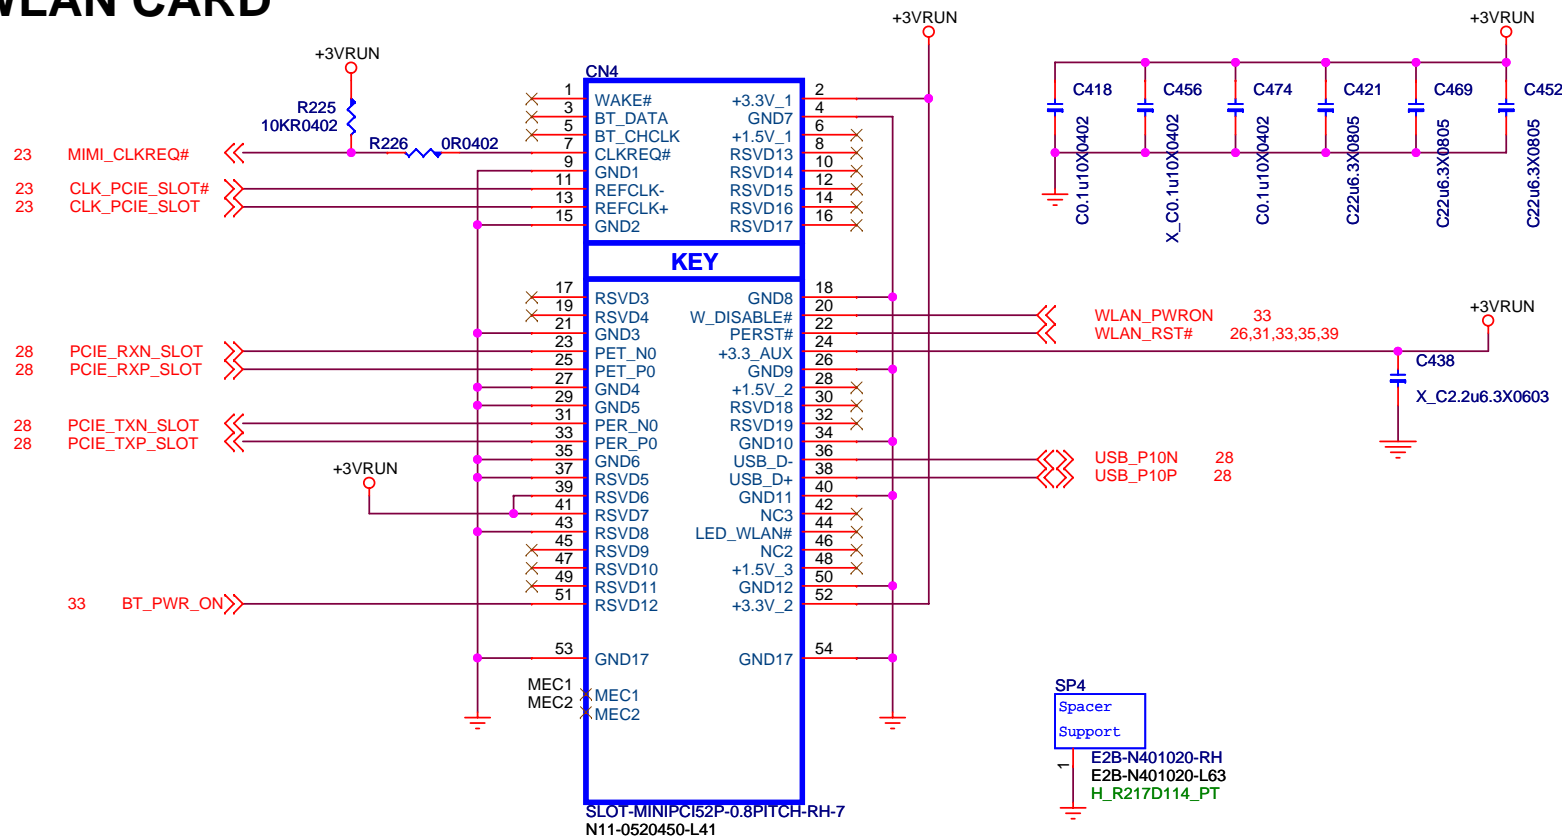 WLAN CARD
+3VRUN
R225
10KR0402
R226 0R0402
23 MIMI_CLKREQ#
23 CLK_PCIE_SLOT#
23 CLK_PCIE_SLOT
28 PCIE_RXN_SLOT
28 PCIE_RXP_SLOT
28 PCIE_TXN_SLOT
28 PCIE_TXP_SLOT
+3VRUN
33 BT_PWR_ON
CN4
1 WAKE# +3.3V_1 2
3 BT_DATA GND7 4
5 BT_CHCLK +1.5V_1 6
7 CLKREQ# RSVD13 8
9 GND1 RSVD14 10
11 REFCLK- RSVD15 12
13 REFCLK+ RSVD16 14
15 GND2 RSVD17 16
KEY
17 RSVD3 GND8 18
19 RSVD4 W_DISABLE# 20
21 GND3 PERST# 22
23 PET_N0 +3.3_AUX 24
25 PET_P0 GND9 26
27 GND4 +1.5V_2 28
29 GND5 RSVD18 30
31 PER_N0 RSVD19 32
33 PER_P0 GND10 34
35 GND6 USB_D- 36
37 RSVD5 USB_D+ 38
39 RSVD6 GND11 40
41 RSVD7 NC3 42
43 RSVD8 LED_WLAN# 44
45 RSVD9 NC2 46
47 RSVD10 +1.5V_3 48
49 RSVD11 GND12 50
51 RSVD12 +3.3V_2 52
53 GND17 GND17 54
MEC1 MEC1
MEC2 MEC2
SLOT-MINIPCI52P-0.8PITCH-RH-7
N11-0520450-L41
+3VRUN
+3VRUN
C418
C0.1u10X0402
C456
X_C0.1u10X0402
C474
C0.1u10X0402
C421
C22u6.3X0805
C469
C22u6.3X0805
C452
C22u6.3X0805
WLAN_PWRON 33
WLAN_RST# 26,31,33,35,39
+3VRUN
C438
X_C2.2u6.3X0603
USB_P10N 28
USB_P10P 28
SP4
Spacer
Support
1
E2B-N401020-RH
E2B-N401020-L63
H_R217D114_PT